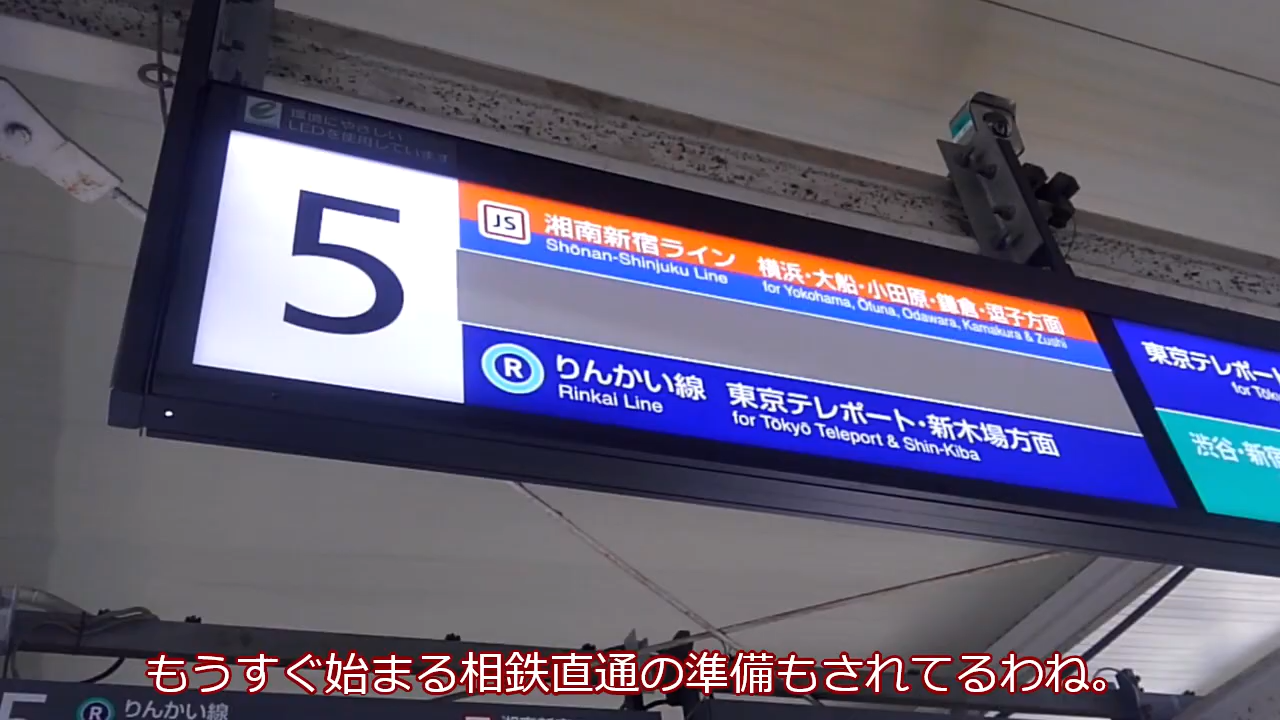 環境にやさしい
LEDを使用しています
5
JS 湘南新宿ライン 横浜・大船・小田原・鎌倉・逗子方面
Shōnan-Shinjuku Line for Yokohama, Ōfuna, Odawara, Kamakura & Zushi
R りんかい線 東京テレポート・新木場方面
Rinkai Line for Tōkyō Teleport & Shin-Kiba
東京テレポート
for Tōk
渋谷・新宿
もうすぐ始まる相鉄直通の準備もされてるわね。
R りんかい線